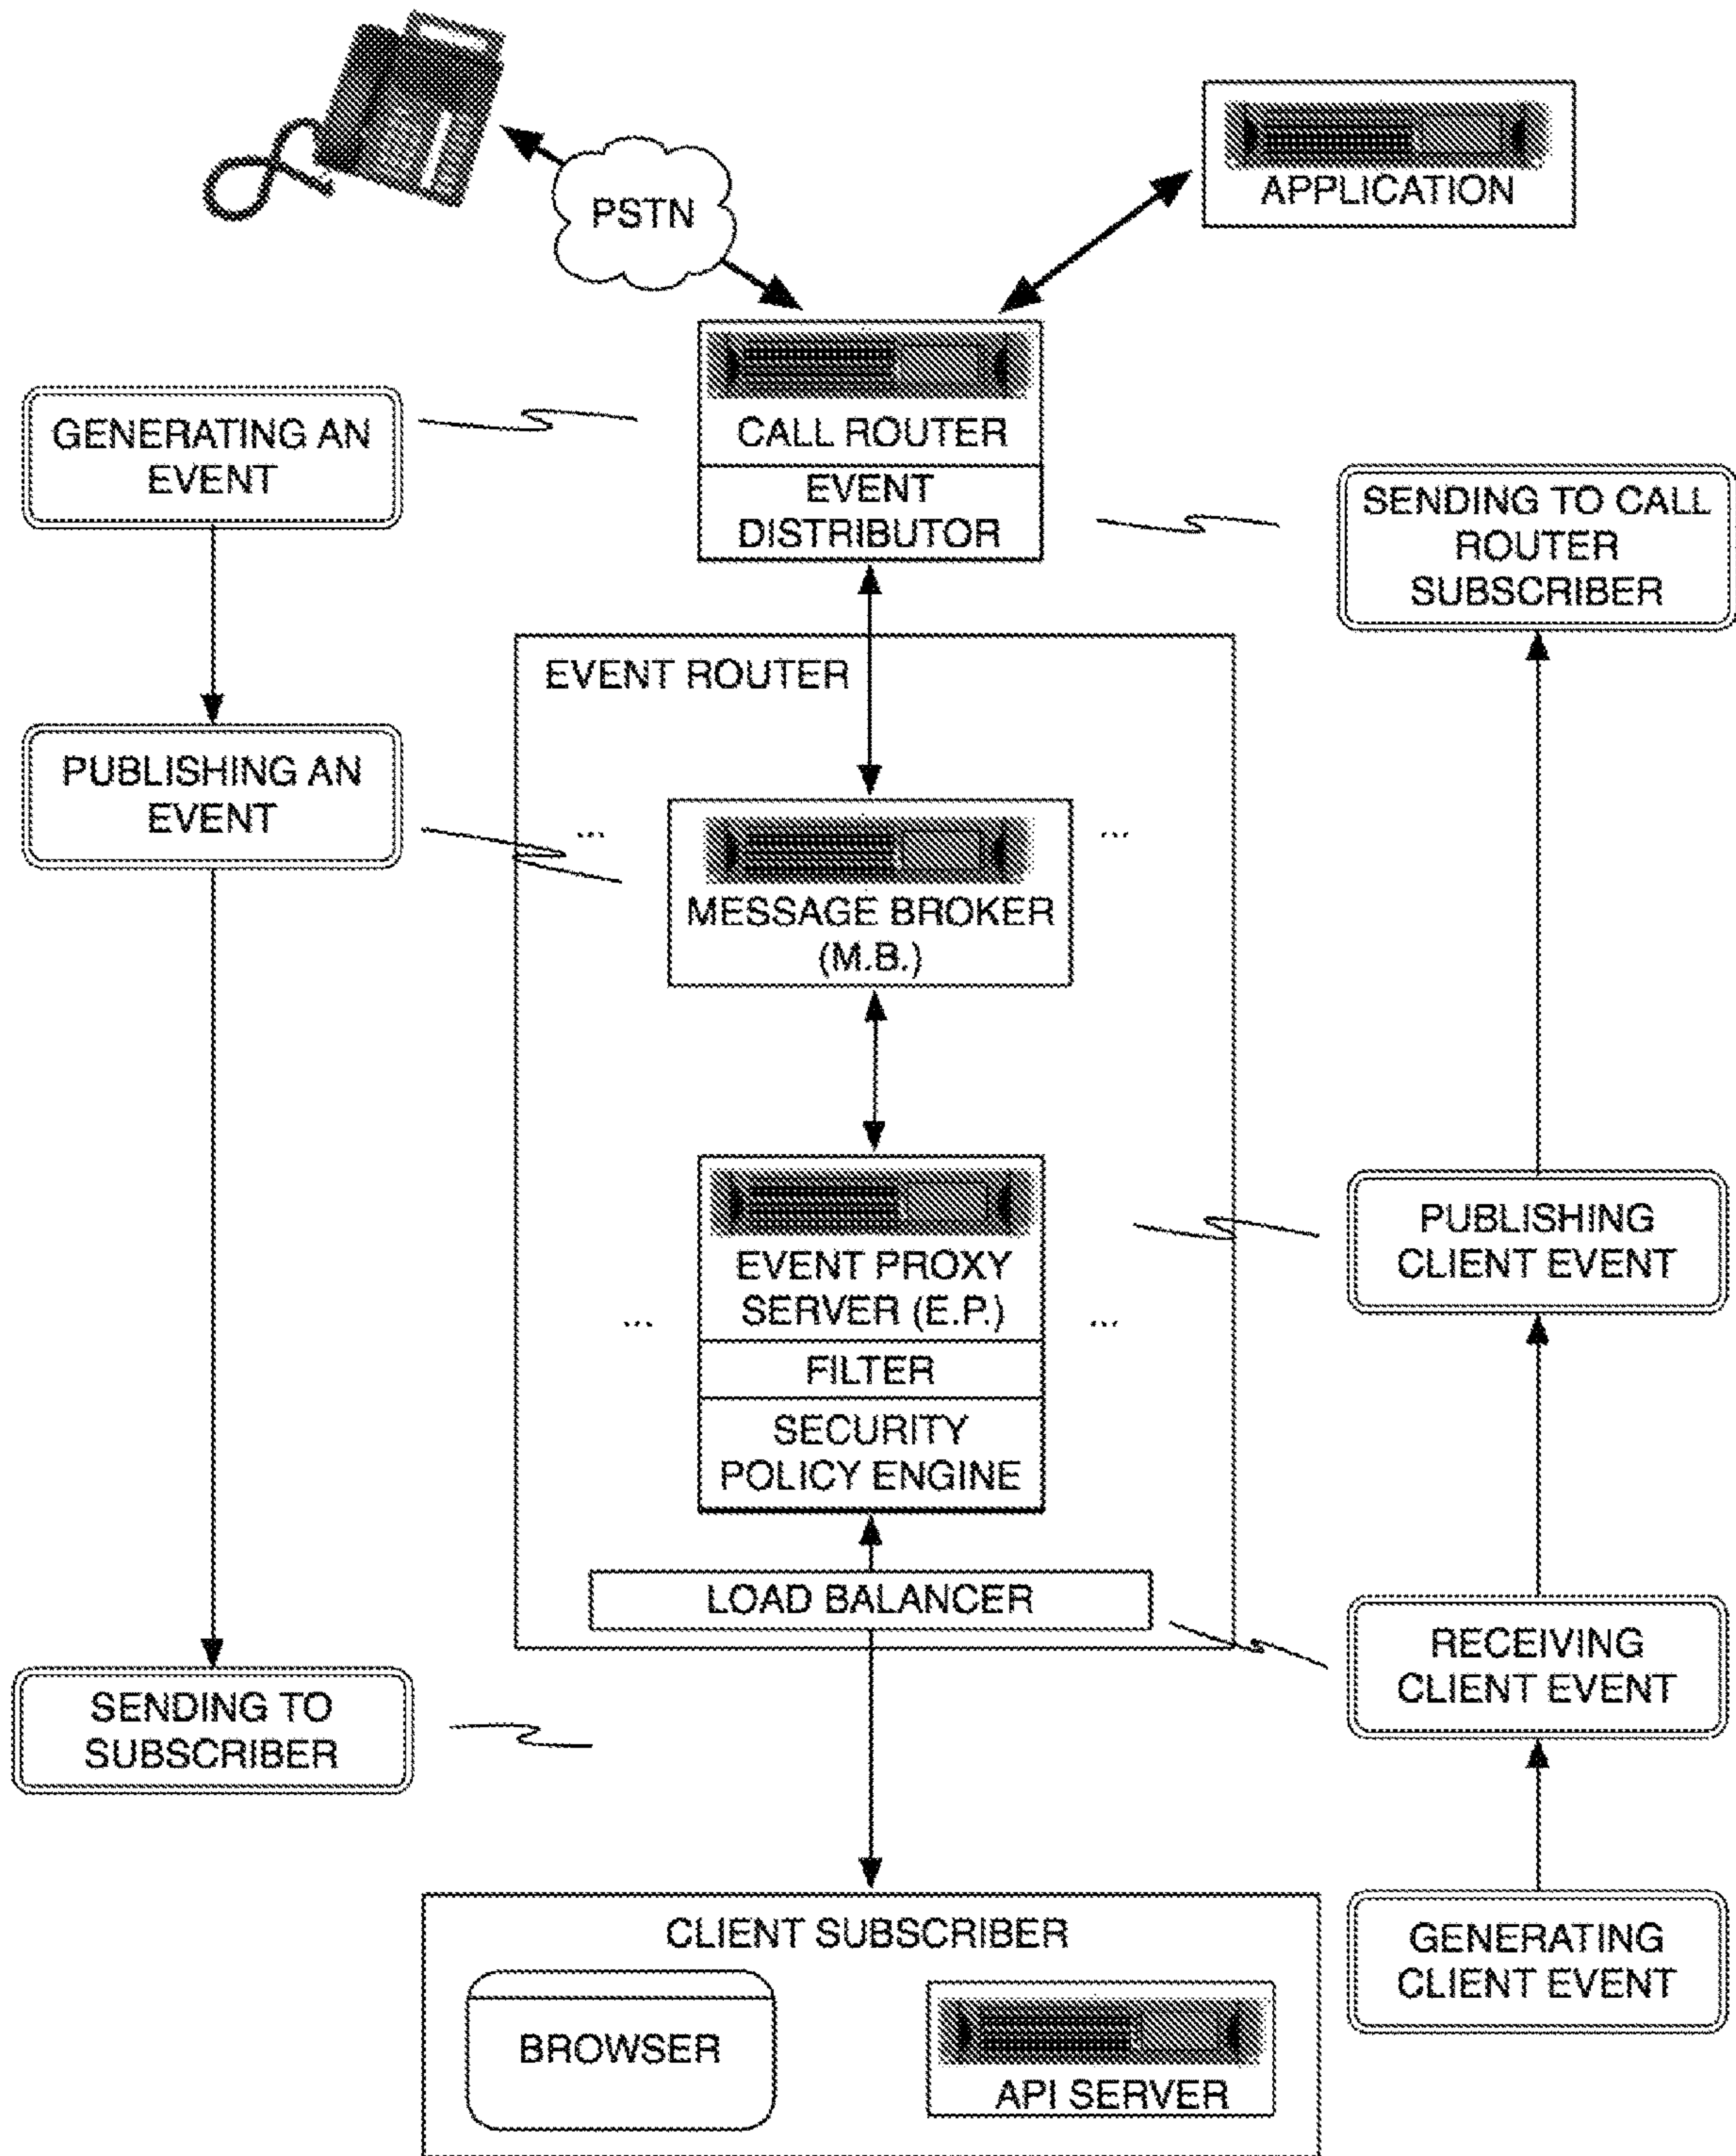 PSTN
APPLICATION
CALL ROUTER
EVENT
DISTRIBUTOR
GENERATING AN
EVENT
SENDING TO CALL
ROUTER
SUBSCRIBER
EVENT ROUTER
PUBLISHING AN
EVENT
...
...
MESSAGE BROKER
(M.B.)
EVENT PROXY
SERVER (E.P.)
...
...
FILTER
SECURITY
POLICY ENGINE
PUBLISHING
CLIENT EVENT
LOAD BALANCER
RECEIVING
CLIENT EVENT
SENDING TO
SUBSCRIBER
CLIENT SUBSCRIBER
BROWSER
API SERVER
GENERATING
CLIENT EVENT